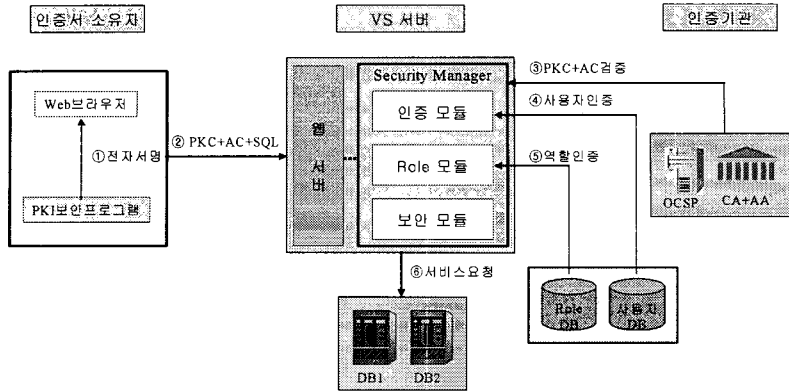 인증서 소유자
VS 서버
인증기관
Web브라우저
①전자서명
PKI보안프로그램
② PKC+AC+SQL
웹 서버
Security Manager
인증 모듈
Role 모듈
보안 모듈
③PKC+AC검증
④사용자인증
⑤역할인증
OCSP
CA+AA
⑥서비스요청
DB1
DB2
Role
DB
사용자
DB